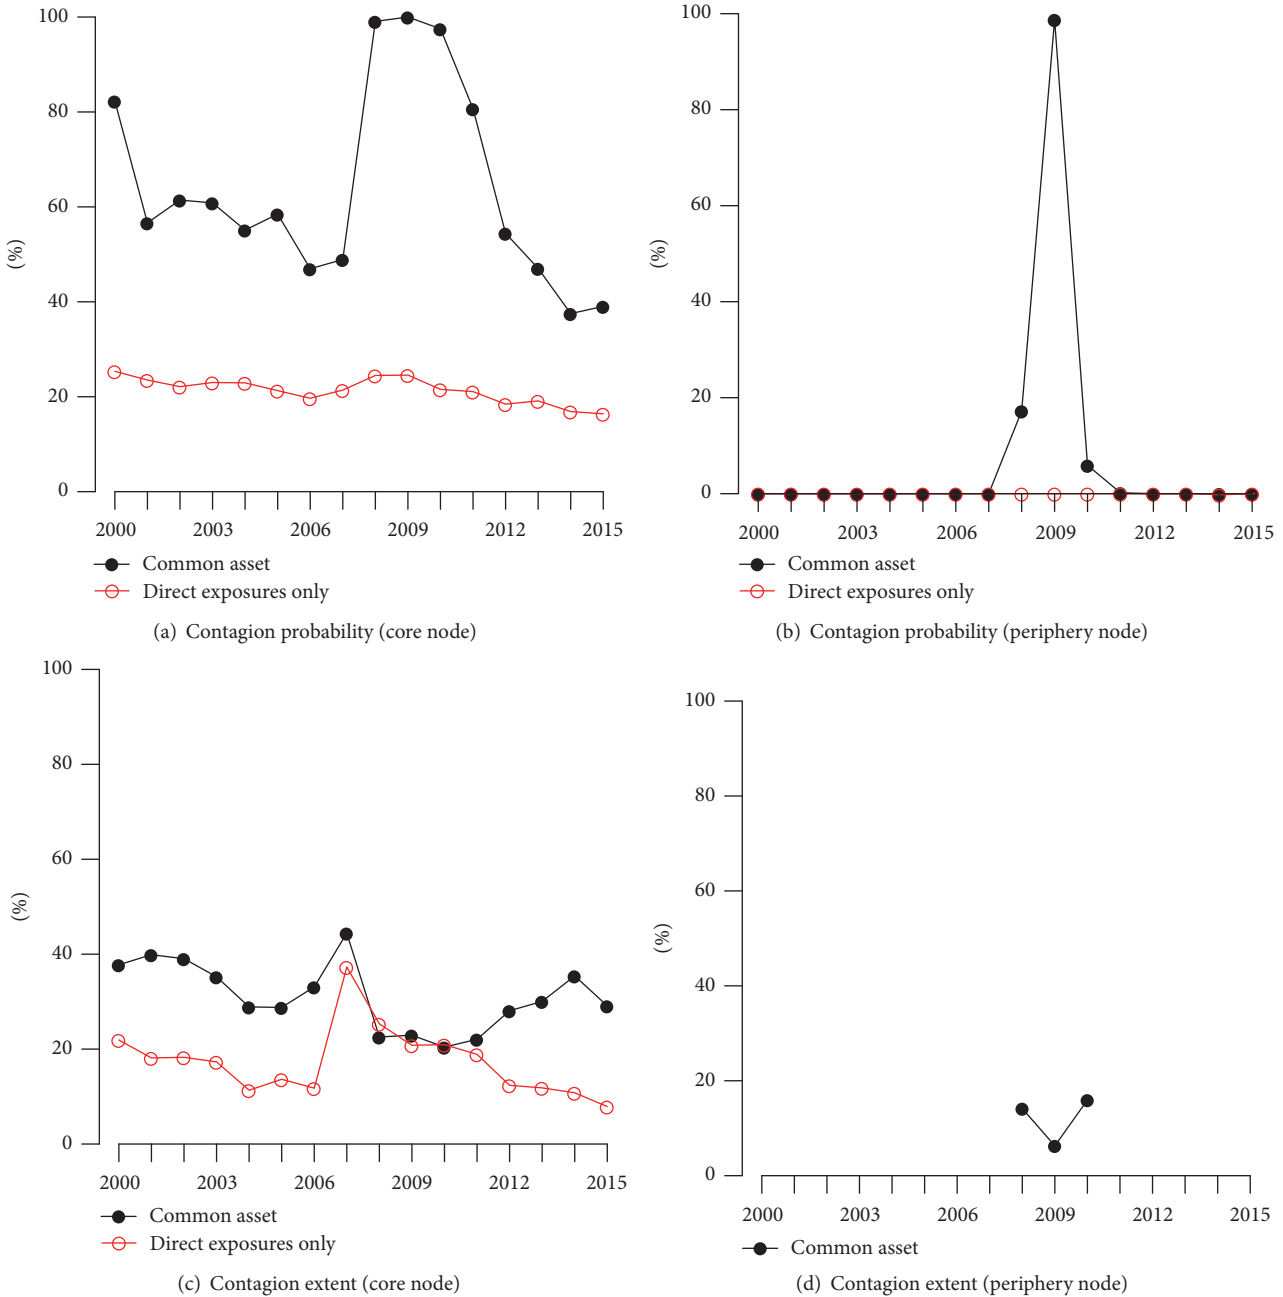 100
80
60
40
20
0
(%)
2000 2003 2006 2009 2012 2015
Common asset
Direct exposures only
(a) Contagion probability (core node)
100
80
60
40
20
0
(%)
2000 2003 2006 2009 2012 2015
Common asset
Direct exposures only
(b) Contagion probability (periphery node)
100
80
60
40
20
0
(%)
2000 2003 2006 2009 2012 2015
Common asset
Direct exposures only
(c) Contagion extent (core node)
100
80
60
40
20
0
(%)
2000 2003 2006 2009 2012 2015
Common asset
(d) Contagion extent (periphery node)